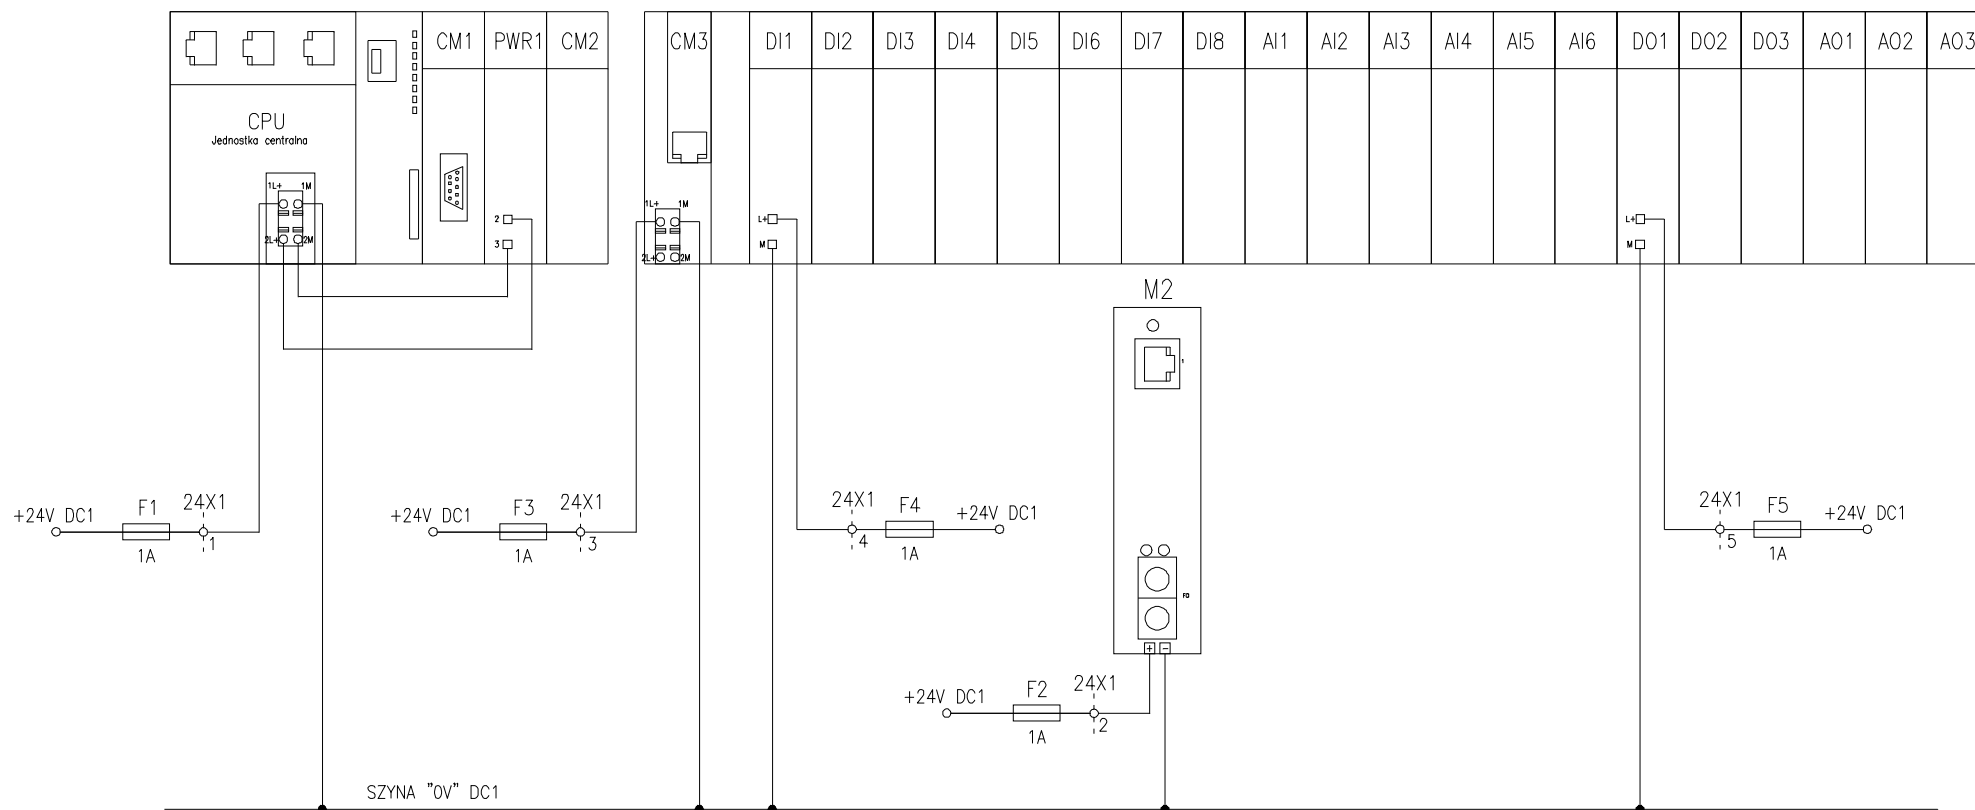 CM1 PWR1 CM2 CM3 DI1 DI2 DI3 DI4 DI5 DI6 DI7 DI8 AI1 AI2 AI3 AI4 AI5 AI6 DO1 DO2 DO3 AO1 AO2 AO3
CPU
Jednostka centralna
1L+ 1M
2L+ 2M
2
3
1L+ 1M
2L+ 2M
L+
M
L+
M
M2
1
FO
+ -
+24V DC1 F1 24X1
1A 1
+24V DC1 F3 24X1
1A 3
24X1 F4 +24V DC1
4 1A
24X1 F5 +24V DC1
5 1A
+24V DC1 F2 24X1
1A 2
SZYNA "0V" DC1